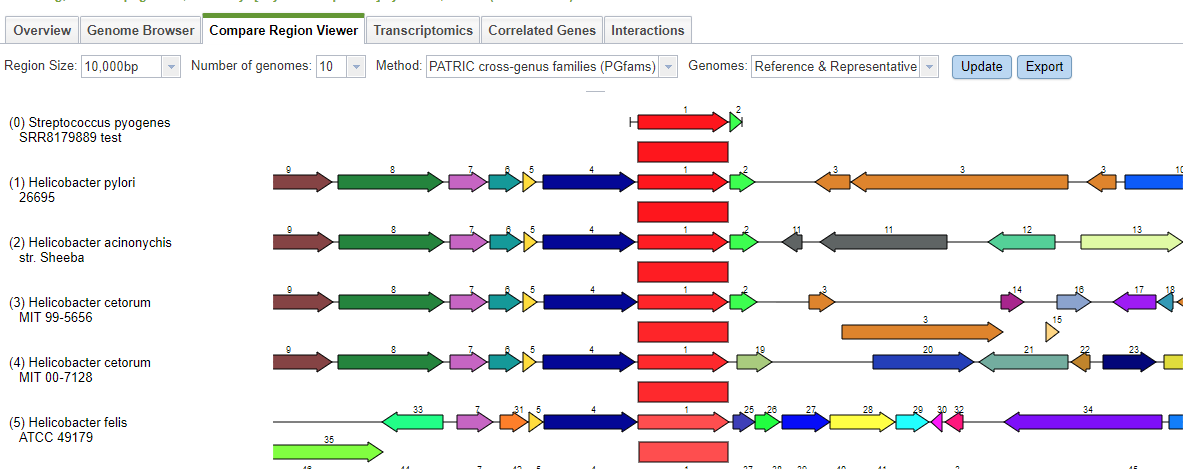 Overview Genome Browser Compare Region Viewer Transcriptomics Correlated Genes Interactions
Region Size: 10,000bp Number of genomes: 10 Method: PATRIC cross-genus families (PGfams) Genomes: Reference & Representative Update Export
1 2
(0) Streptococcus pyogenes
SRR8179889 test
9 8 7 6 5 4 1 2 3 3 3 10
(1) Helicobacter pylori
26695
9 8 7 6 5 4 1 2 11 11 12 13
(2) Helicobacter acinonychis
str. Sheeba
9 8 7 6 5 4 1 2 3 14 16 17 18
(3) Helicobacter cetorum
MIT 99-5656
3 15
9 8 7 6 5 4 1 19 20 21 22 23
(4) Helicobacter cetorum
MIT 00-7128
33 7 31 5 4 1 25 26 27 28 29 30 32 34
(5) Helicobacter felis
ATCC 49179
35